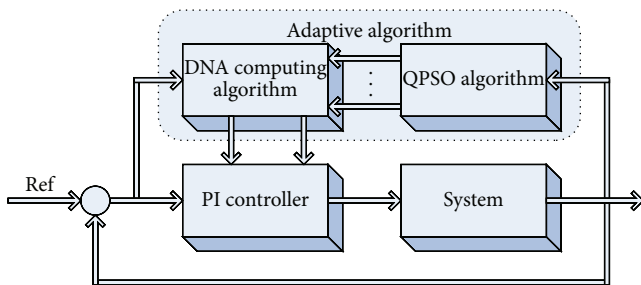 Adaptive algorithm
DNA computing
algorithm
QPSO algorithm
Ref
PI controller
System